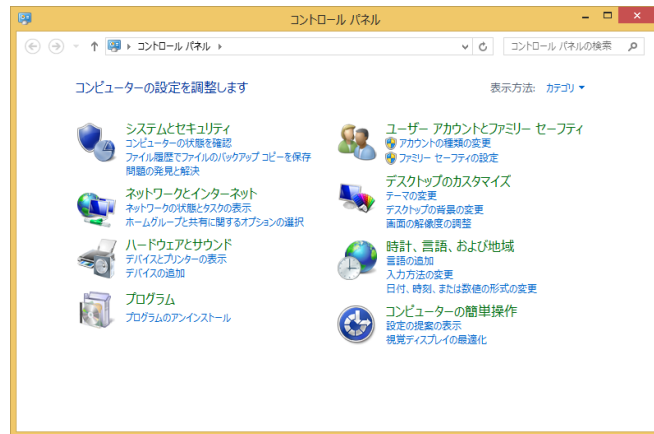 コントロール パネル
コントロール パネル
コントロール パネルの検索
コンピューターの設定を調整します
表示方法: カテゴリ
システムとセキュリティ
コンピューターの状態を確認
ファイル履歴でファイルのバックアップ コピーを保存
問題の発見と解決
ネットワークとインターネット
ネットワークの状態とタスクの表示
ホームグループと共有に関するオプションの選択
ハードウェアとサウンド
デバイスとプリンターの表示
デバイスの追加
プログラム
プログラムのアンインストール
ユーザー アカウントとファミリー セーフティ
アカウントの種類の変更
ファミリー セーフティの設定
デスクトップのカスタマイズ
テーマの変更
デスクトップの背景の変更
画面の解像度の調整
時計、言語、および地域
言語の追加
入力方法の変更
日付、時刻、または数値の形式の変更
コンピューターの簡単操作
設定の提案の表示
視覚ディスプレイの最適化